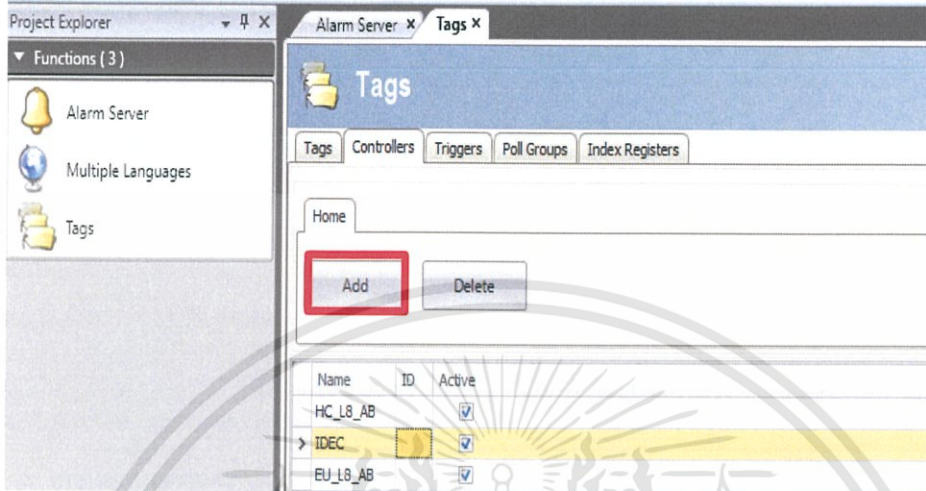 Project Explorer
Alarm Server × Tags ×
Functions ( 3 )
Alarm Server
Multiple Languages
Tags
Tags
Tags Controllers Triggers Poll Groups Index Registers
Home
Add Delete
Name ID Active
HC_L8_AB
IDEC
EU_L8_AB